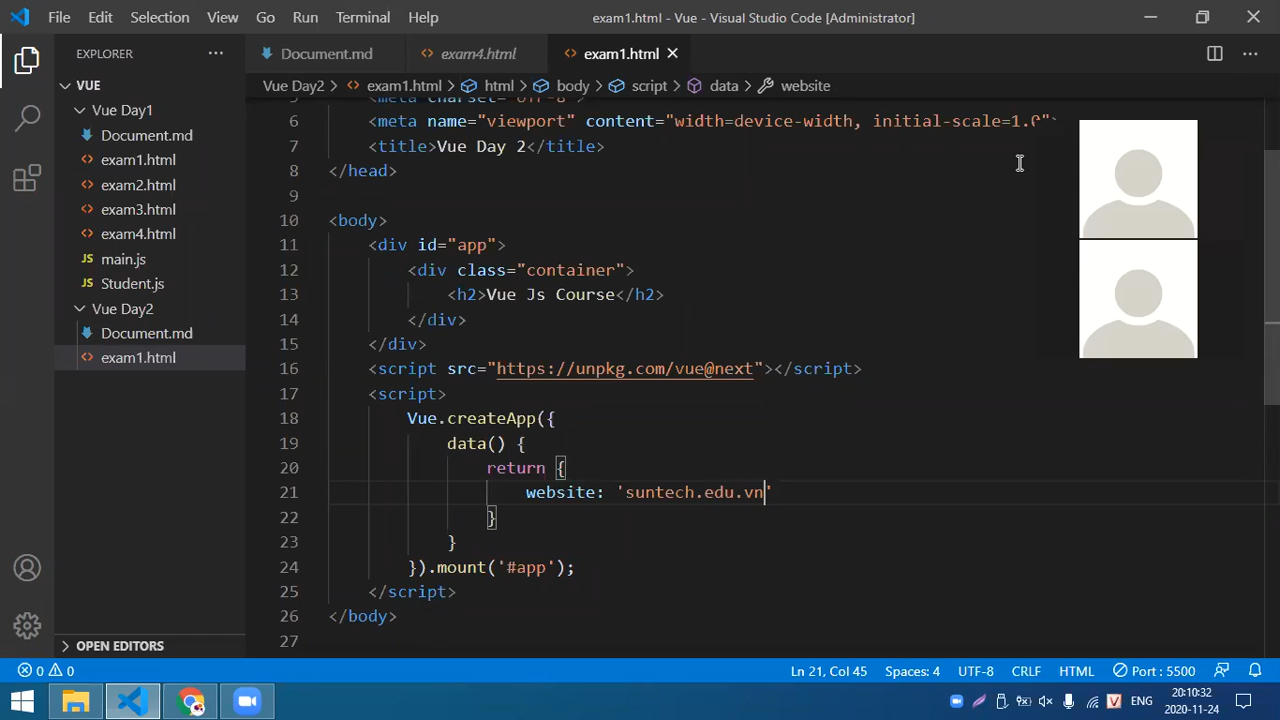 File Edit Selection View Go Run Terminal Help
exam1.html - Vue - Visual Studio Code [Administrator]
EXPLORER
Document.md
exam4.html
exam1.html
VUE
Vue Day2 > exam1.html > html > body > script > data > website
Vue Day1
Document.md
exam1.html
exam2.html
exam3.html
exam4.html
JS main.js
JS Student.js
Vue Day2
Document.md
exam1.html
OPEN EDITORS
6 <meta name="viewport" content="width=device-width, initial-scale=1.0">
7 <title>Vue Day 2</title>
8 </head>
9
10 <body>
11 <div id="app">
12 <div class="container">
13 <h2>Vue Js Course</h2>
14 </div>
15 </div>
16 <script src="https://unpkg.com/vue@next"></script>
17 <script>
18 Vue.createApp({
19 data() {
20 return {
21 website: 'suntech.edu.vn'
22 }
23 }
24 }).mount('#app');
25 </script>
26 </body>
27
0 0
Ln 21, Col 45
Spaces: 4
UTF-8
CRLF
HTML
Port : 5500
V
ENG
20:10:32
2020-11-24